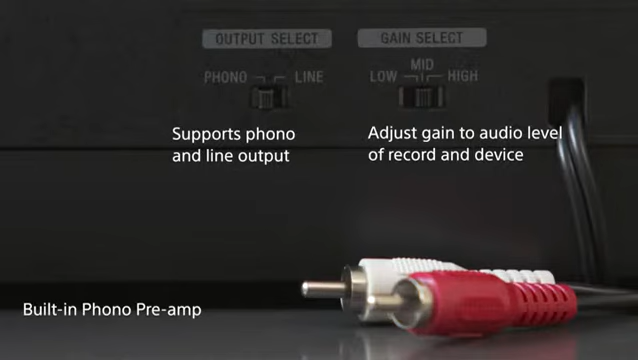 OUTPUT SELECT
GAIN SELECT
MID
PHONO
LINE
LOW
HIGH
Supports phono
and line output
Adjust gain to audio level
of record and device
Built-in Phono Pre-amp